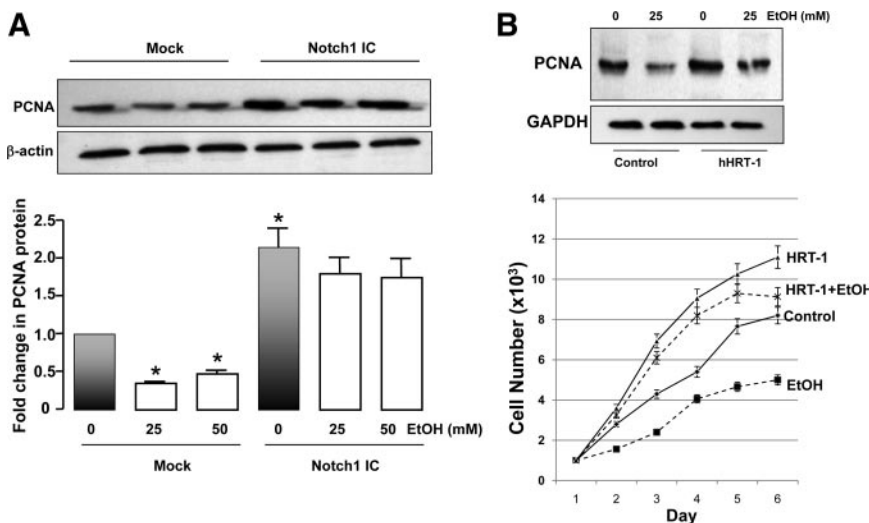 A
Mock Notch1 IC
PCNA
β-actin
Fold change in PCNA protein
2.5
2.0
1.5
1.0
0.5
0
*
*
*
0 25 50 0 25 50 EtOH (mM)
Mock Notch1 IC
B
0 25 0 25 EtOH (mM)
PCNA
GAPDH
Control hHRT-1
Cell Number (x10³)
14
12
10
8
6
4
2
0
HRT-1
HRT-1+EtOH
Control
EtOH
1 2 3 4 5 6
Day